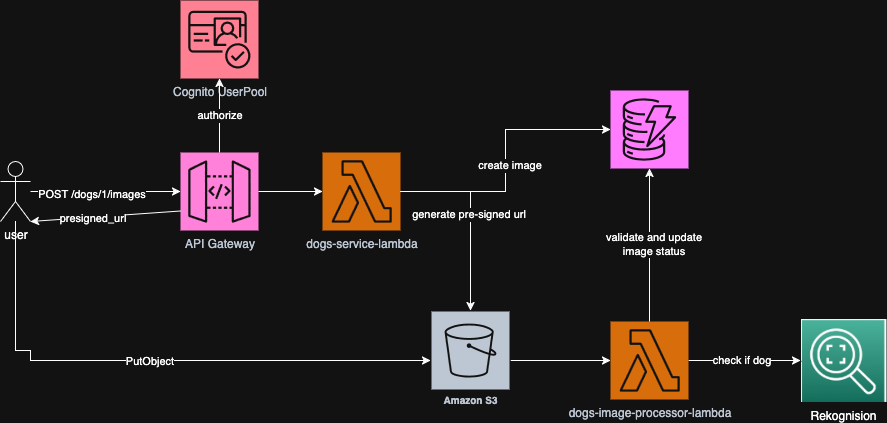 Cognito UserPool
authorize
POST /dogs/1/images
create image
presigned_url
generate pre-signed url
user
API Gateway
dogs-service-lambda
validate and update
image status
PutObject
check if dog
Amazon S3
dogs-image-processor-lambda
Rekognision